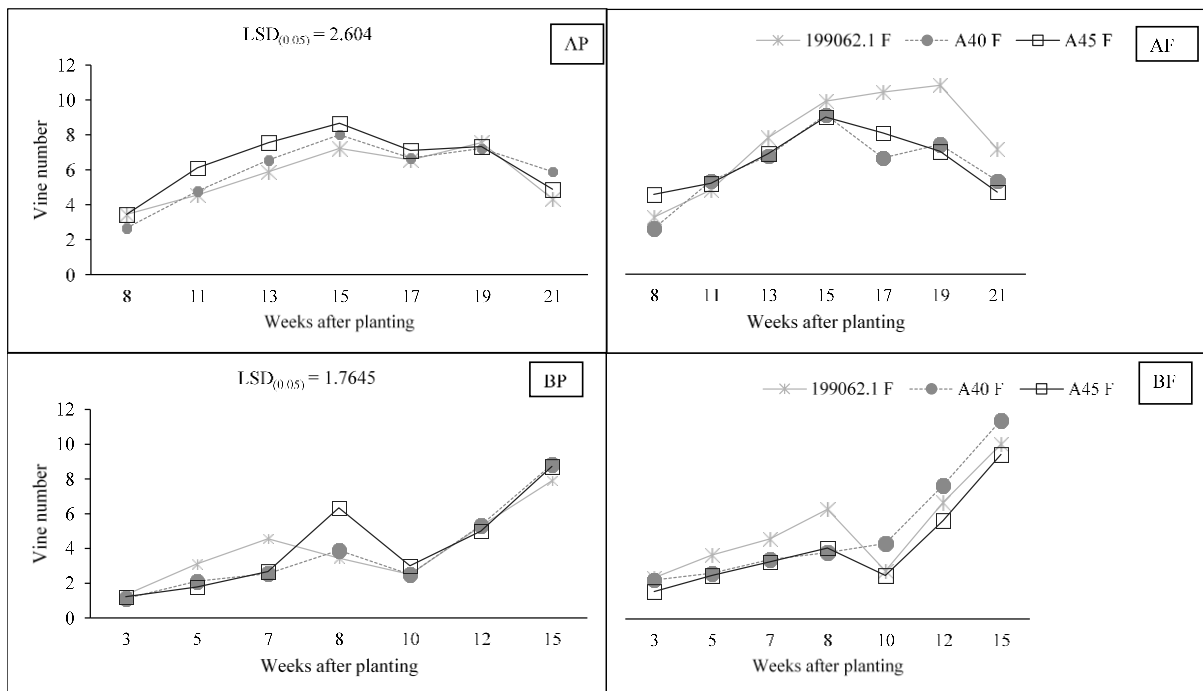 LSD(0.05) = 2.604
AP
12
10
8
6
4
2
0
Vine number
8 11 13 15 17 19 21
Weeks after planting
199062.1 F A40 F A45 F
AF
8 11 13 15 17 19 21
Weeks after planting
LSD(0.05) = 1.7645
BP
12
10
8
6
4
2
0
Vine number
3 5 7 8 10 12 15
Weeks after planting
199062.1 F A40 F A45 F
BF
3 5 7 8 10 12 15
Weeks after planting